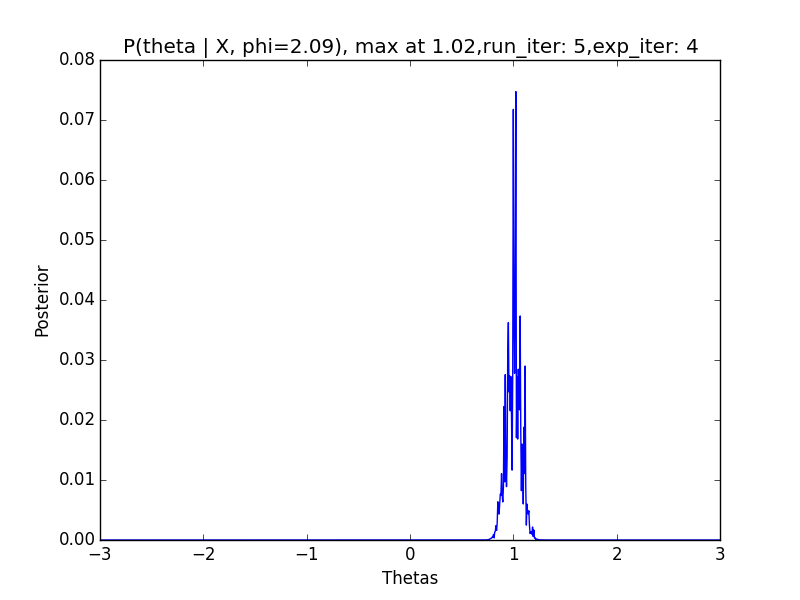 P(theta | X, phi=2.09), max at 1.02,run_iter: 5,exp_iter: 4
0.08
0.07
0.06
0.05
0.04
0.03
0.02
0.01
0.00
Posterior
−3 −2 −1 0 1 2 3
Thetas